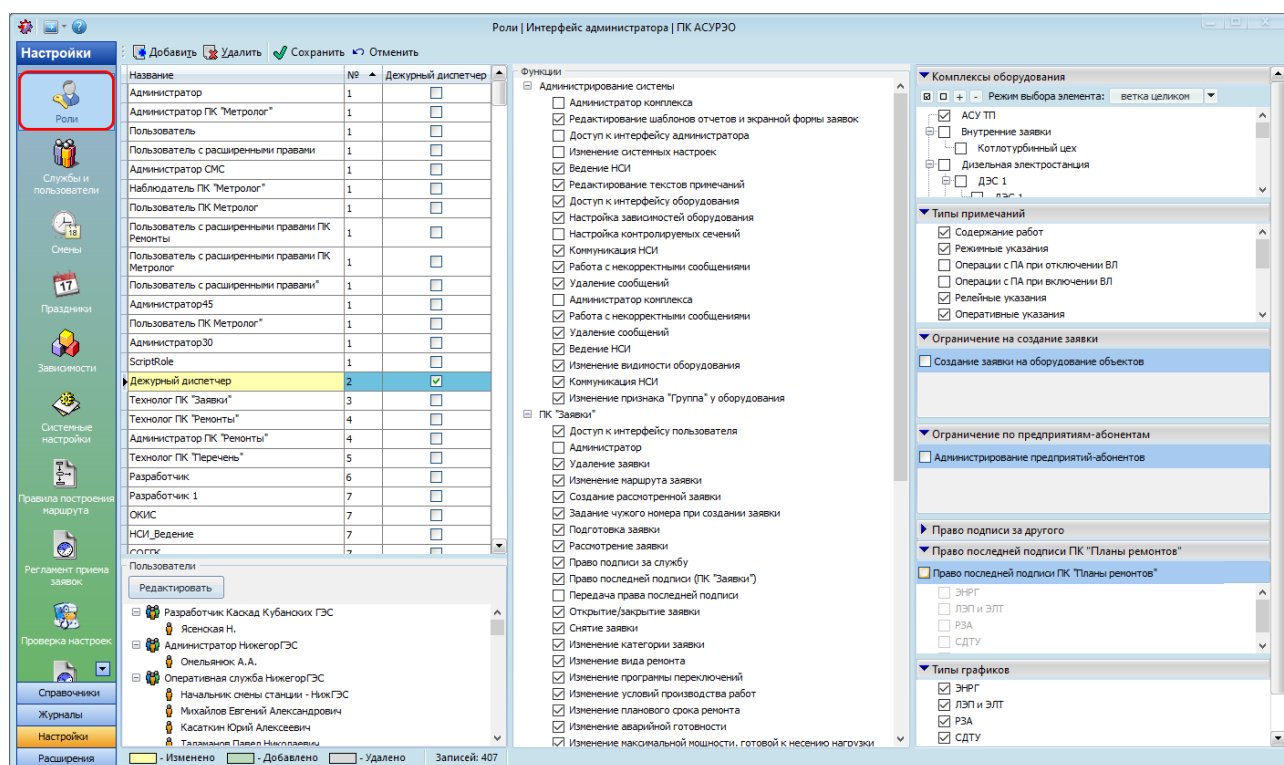 Роли | Интерфейс администратора | ПК АСУРЭО
Настройки
Добавить Удалить Сохранить Отменить
Роли
Службы и
пользователи
18
Смены
17
Праздники
Зависимости
Системные
настройки
Правила построения
маршрута
Регламент приема
заявок
Проверка настроек
Справочники
Журналы
Настройки
Расширения
Название № Дежурный диспетчер
Администратор 1
Администратор ПК "Метролог" 1
Пользователь 1
Пользователь с расширенными правами 1
Администратор СМС 1
Наблюдатель ПК "Метролог" 1
Пользователь ПК Метролог 1
Пользователь с расширенными правами ПК
Ремонты 1
Пользователь с расширенными правами ПК
Метролог 1
Пользователь с расширенными правами" 1
Администратор45 1
Пользователь ПК Метролог" 1
Администратор30 1
ScriptRole 1
Дежурный диспетчер 2
Технолог ПК "Заявки" 3
Технолог ПК "Ремонты" 4
Администратор ПК "Ремонты" 4
Технолог ПК "Перечень" 5
Разработчик 6
Разработчик 1 7
ОКИС 7
НСИ_Ведение 7
Пользователи
Редактировать
Разработчик Каскад Кубанских ГЭС
Ясенская Н.
Администратор НижегорГЭС
Омельянюк А.А.
Оперативная служба НижегорГЭС
Начальник смены станции - НижГЭС
Михайлов Евгений Александрович
Касаткин Юрий Алексеевич
Таламанов Павел Николаевич
- Изменено - Добавлено - Удалено Записей: 407
Функции
Администрирование системы
Администратор комплекса
Редактирование шаблонов отчетов и экранной формы заявок
Доступ к интерфейсу администратора
Изменение системных настроек
Ведение НСИ
Редактирование текстов примечаний
Доступ к интерфейсу оборудования
Настройка зависимостей оборудования
Настройка контролируемых сечений
Коммуникация НСИ
Работа с некорректными сообщениями
Удаление сообщений
Администратор комплекса
Работа с некорректными сообщениями
Удаление сообщений
Ведение НСИ
Изменение видимости оборудования
Коммуникация НСИ
Изменение признака "Группа" у оборудования
ПК "Заявки"
Доступ к интерфейсу пользователя
Администратор
Удаление заявки
Изменение маршрута заявки
Создание рассмотренной заявки
Задание чужого номера при создании заявки
Подготовка заявки
Рассмотрение заявки
Право подписи за службу
Право последней подписи (ПК "Заявки")
Передача права последней подписи
Открытие/закрытие заявки
Снятие заявки
Изменение категории заявки
Изменение вида ремонта
Изменение программы переключений
Изменение условий производства работ
Изменение планового срока ремонта
Изменение аварийной готовности
Изменение максимальной мощности, готовой к несению нагрузки
Комплексы оборудования
Режим выбора элемента: ветка целиком
АСУ ТП
Внутренние заявки
Котлотурбинный цех
Дизельная электростанция
ДЭС 1
ДЭС 1
Типы примечаний
Содержание работ
Режимные указания
Операции с ПА при отключении ВЛ
Операции с ПА при включении ВЛ
Релейные указания
Оперативные указания
Ограничение на создание заявки
Создание заявки на оборудование объектов
Ограничение по предприятиям-абонентам
Администрирование предприятий-абонентов
Право подписи за другого
Право последней подписи ПК "Планы ремонтов"
Право последней подписи ПК "Планы ремонтов"
ЭНРГ
ЛЭП и ЭЛТ
РЗА
СДТУ
Типы графиков
ЭНРГ
ЛЭП и ЭЛТ
РЗА
СДТУ